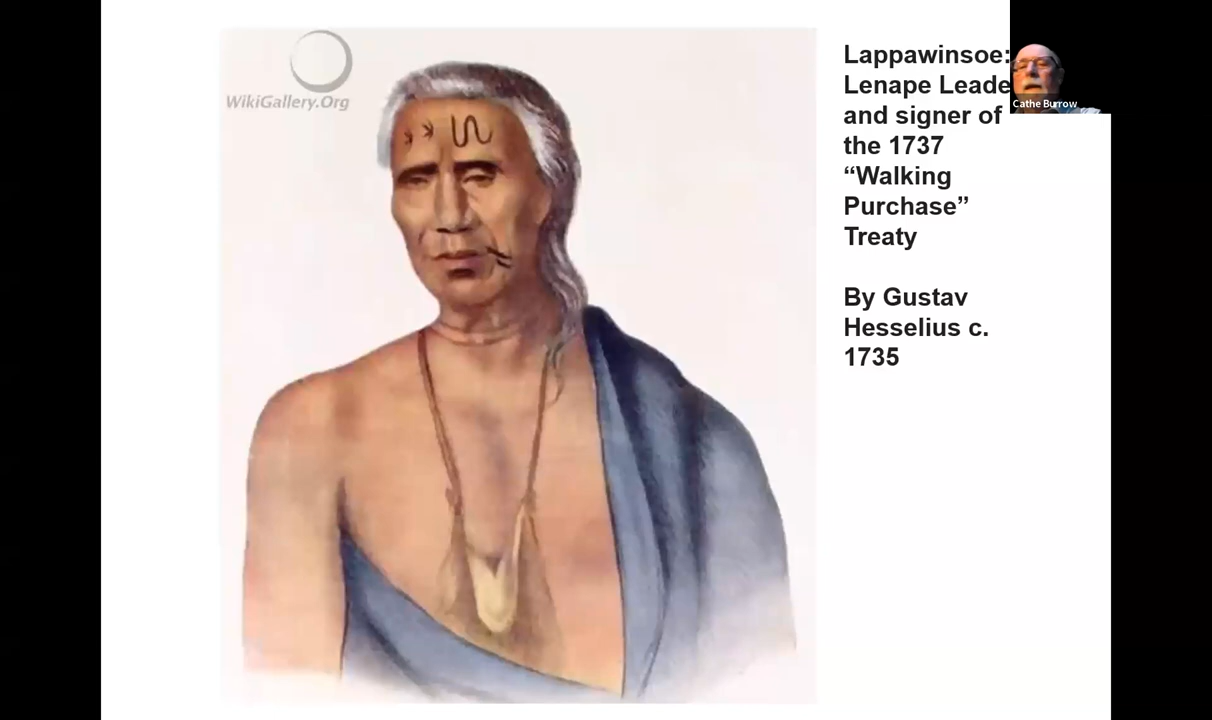 WikiGallery.Org
Lappawinsoe:
Lenape Leade
and signer of
the 1737
“Walking
Purchase”
Treaty
By Gustav
Hesselius c.
1735
Cathe Burrow